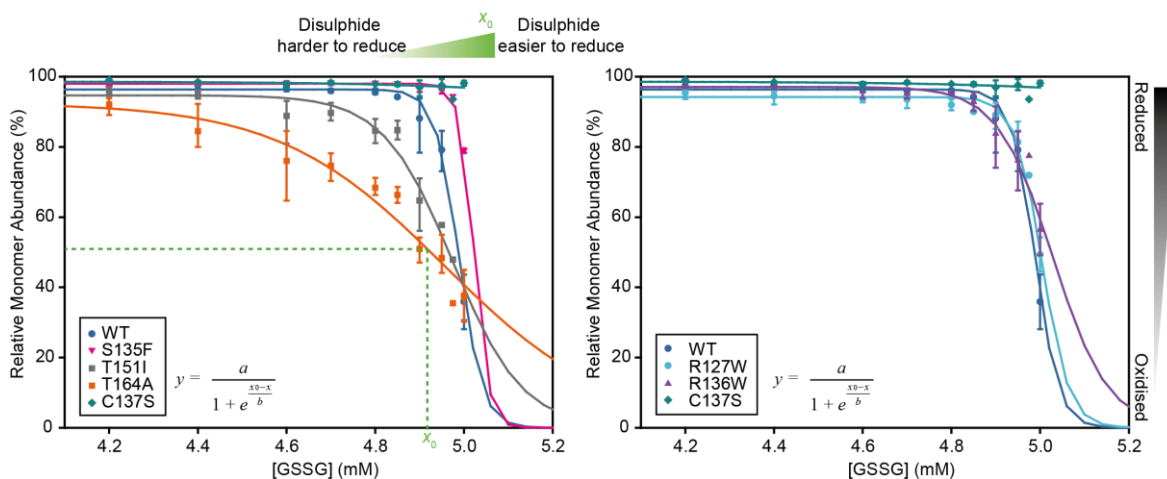 Disulphide
harder to reduce
x₀
Disulphide
easier to reduce
Relative Monomer Abundance (%)
100
80
60
40
20
0
WT
S135F
T151I
T164A
C137S
y = a / 1 + e^((x0−x)/b)
4.2 4.4 4.6 4.8 x₀ 5.0 5.2
[GSSG] (mM)
Relative Monomer Abundance (%)
100
80
60
40
20
0
WT
R127W
R136W
C137S
y = a / 1 + e^((x0−x)/b)
4.2 4.4 4.6 4.8 5.0 5.2
[GSSG] (mM)
Reduced
Oxidised